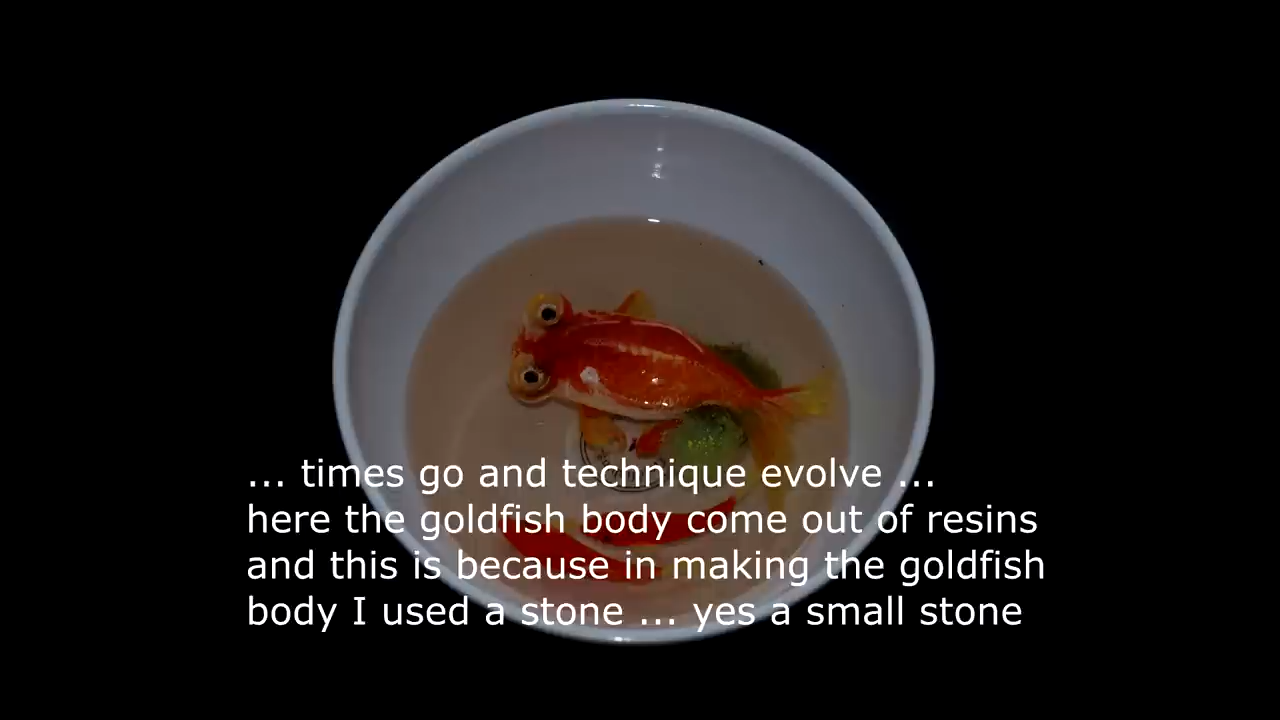 ... times go and technique evolve ...
here the goldfish body come out of resins
and this is because in making the goldfish
body I used a stone ... yes a small stone